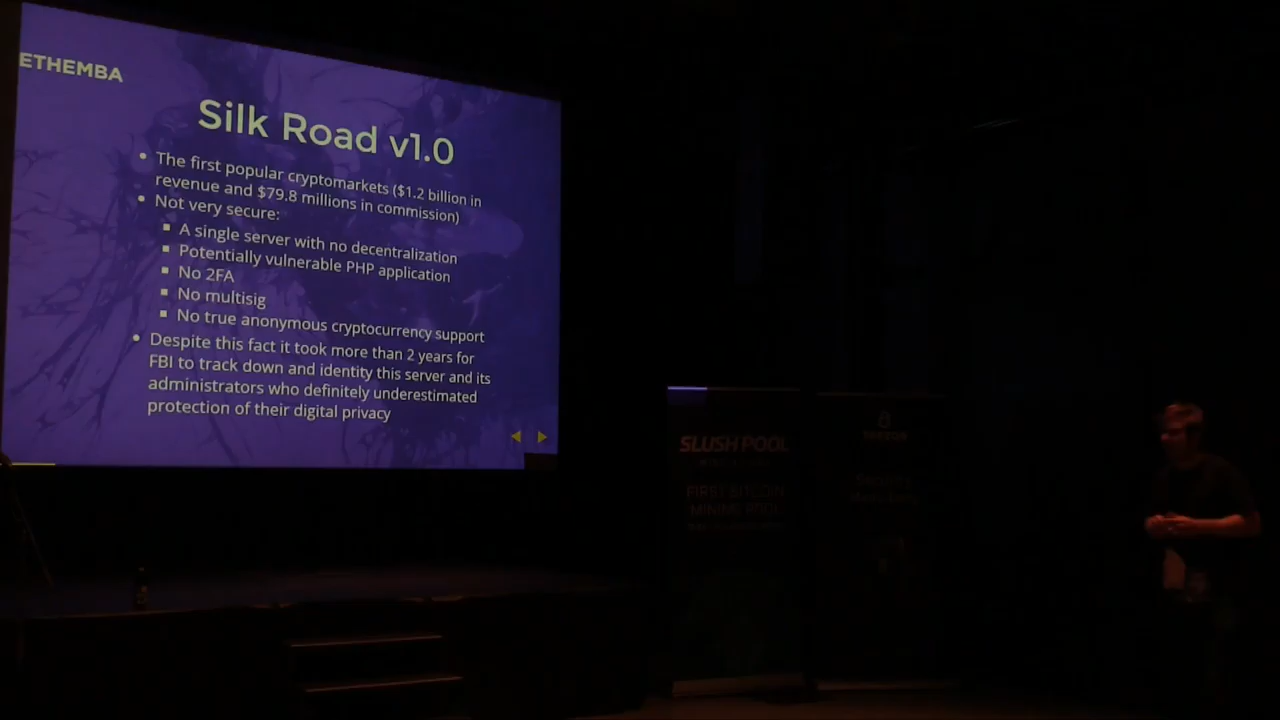 ETHEMBA
Silk Road v1.0
• The first popular cryptomarkets ($1.2 billion in
revenue and $79.8 millions in commission)
• Not very secure:
▪ A single server with no decentralization
▪ Potentially vulnerable PHP application
▪ No 2FA
▪ No multisig
▪ No true anonymous cryptocurrency support
• Despite this fact it took more than 2 years for
FBI to track down and identity this server and its
administrators who definitely underestimated
protection of their digital privacy
SLUSH POOL
FIRST BITCOIN
MINING POOL